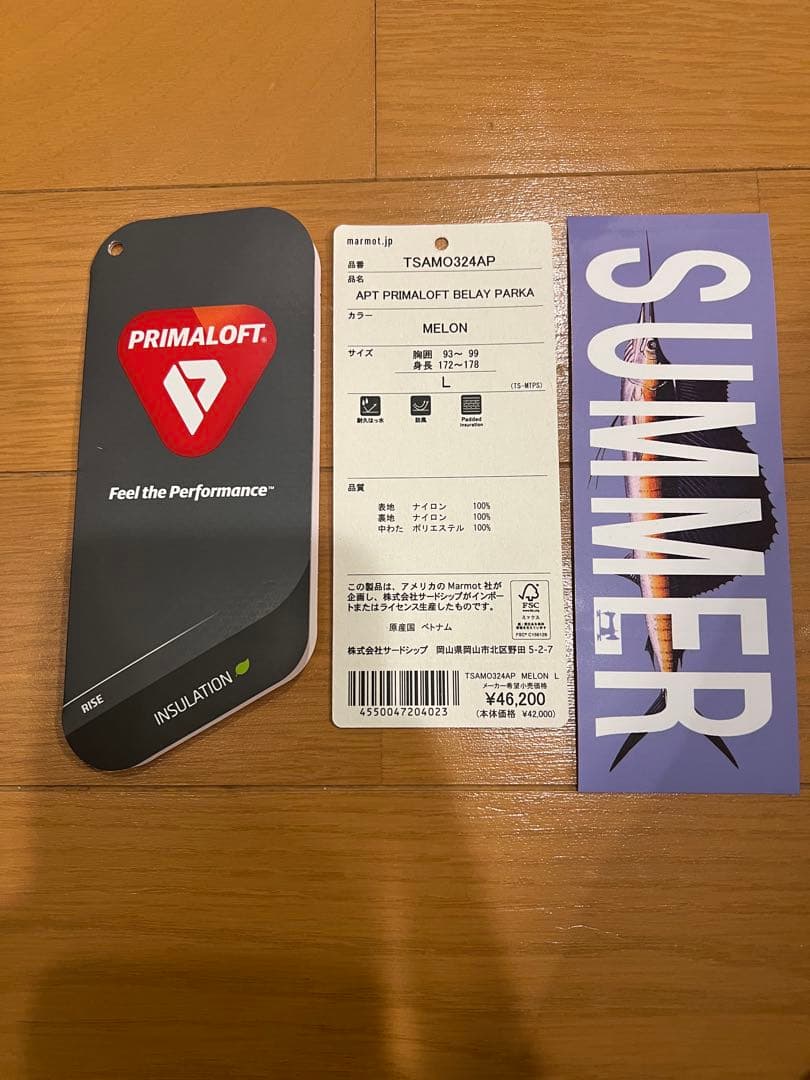 PRIMALOFT®
Feel the Performance™
RISE
INSULATION
marmot.jp
品番 TSAMO324AP
品名
APT PRIMALOFT BELAY PARKA
カラー
MELON
サイズ 胸囲 93～ 99
身長 172～178
L (TS-MTPS)
耐久はっ水 防風 Padded insuration
品質
表地 ナイロン 100%
裏地 ナイロン 100%
中わた ポリエステル 100%
この製品は、アメリカのMarmot社が
企画し、株式会社サードシップがインポー
トまたはライセンス生産したものです。
原産国 ベトナム
FSC
ミックス
FSC® C156126
株式会社サードシップ 岡山県岡山市北区野田 5-2-7
TSAMO324AP MELON L
メーカー希望小売価格
¥46,200
(本体価格 ¥42,000)
4550047204023
SUMMER